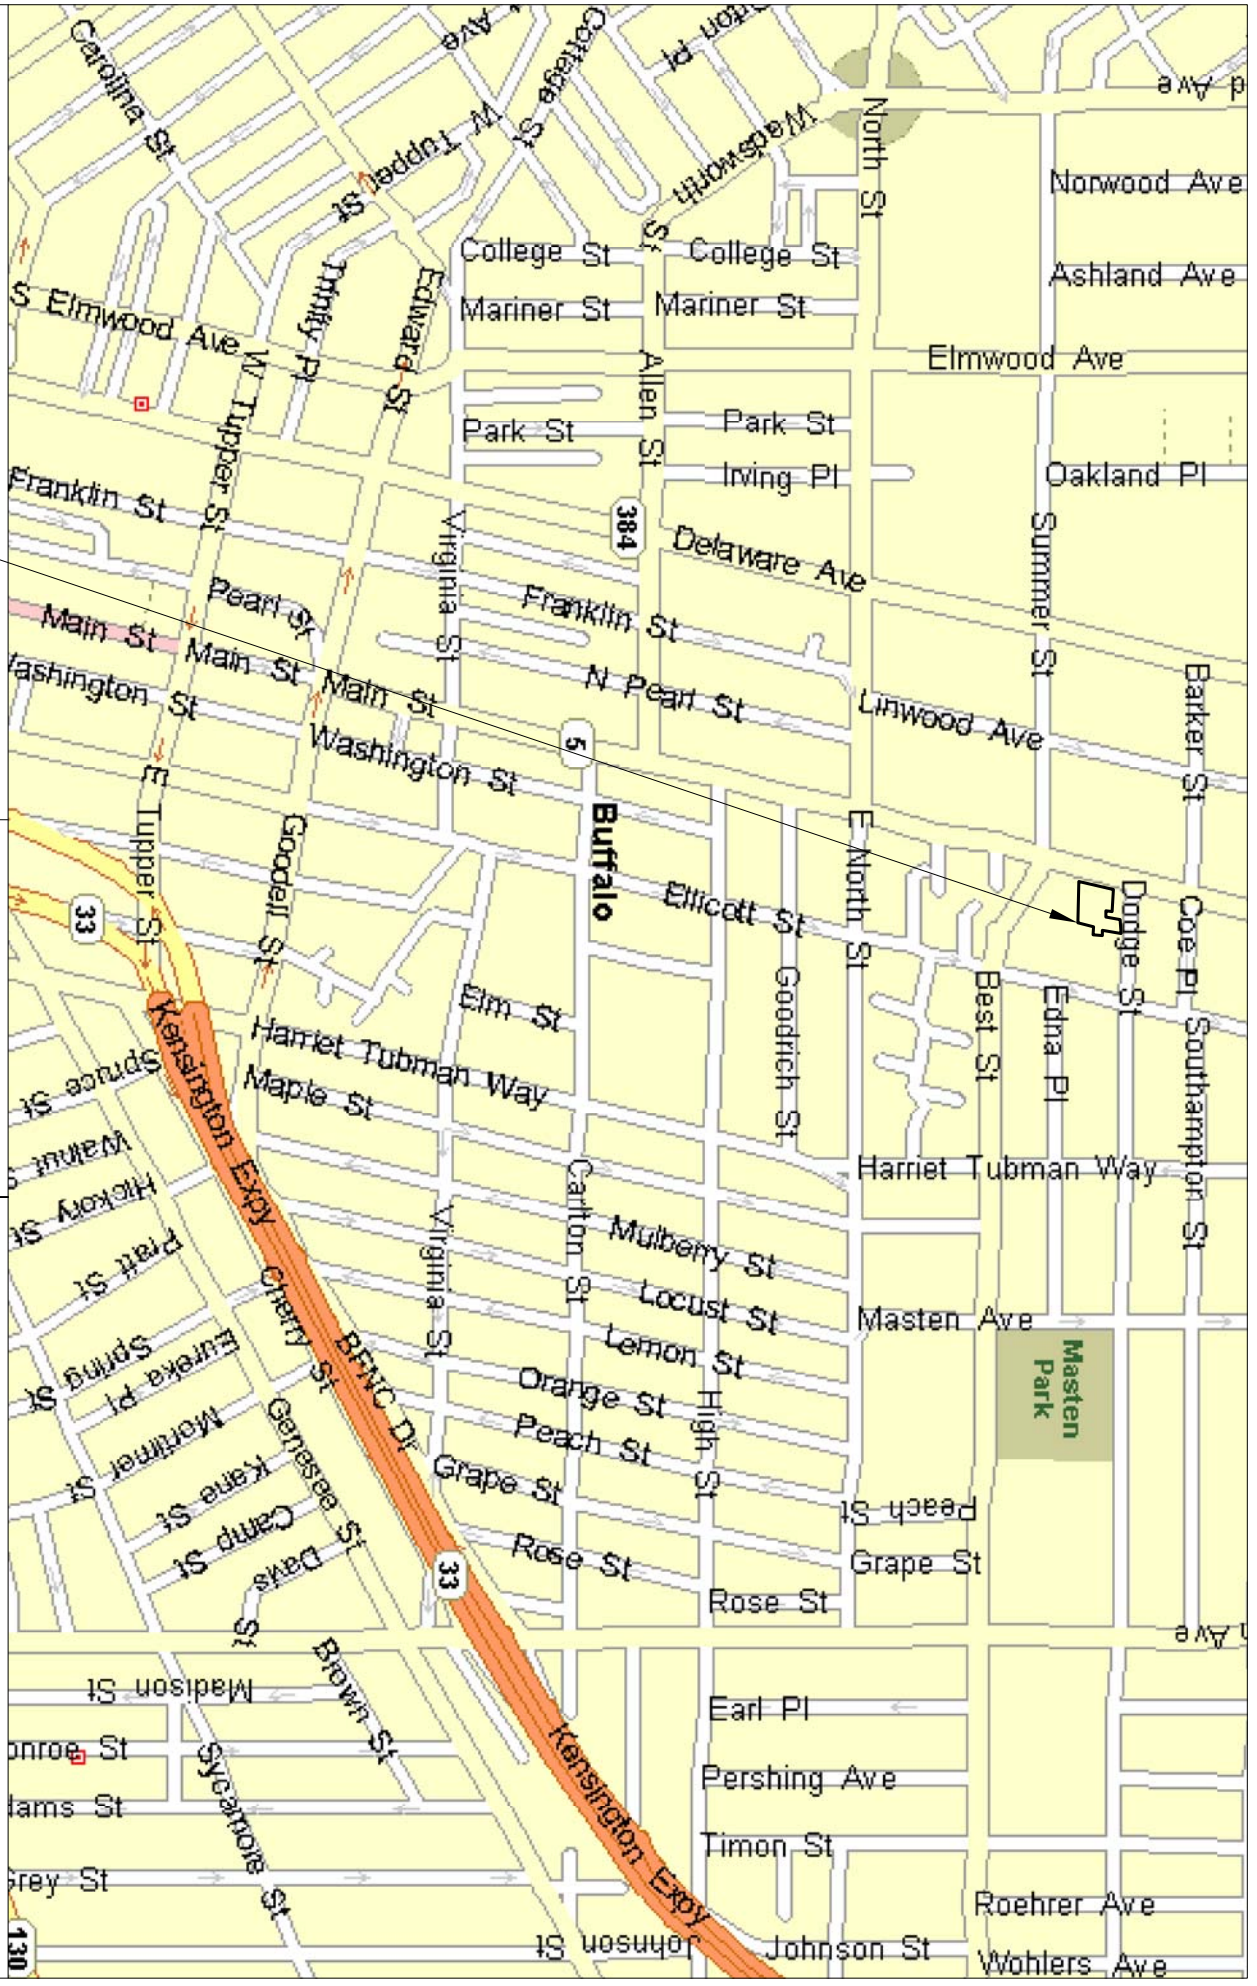 Carolina St
Ave
Cottage St
ton Pl
d Ave
W Tupper St
Wadsworth St
North St
Norwood Ave
College St
College St
Ashland Ave
Trinity Pl
Edward St
Mariner St
Mariner St
S Elmwood Ave
Elmwood Ave
W Tupper St
Allen St
Park St
Park St
Irving Pl
Oakland Pl
Franklin St
Virginia St
384
Delaware Ave
Summer St
Pearl St
Franklin St
Main St
Main St
Main St
N Pearl St
Linwood Ave
Barker St
ashington St
Washington St
5
E Tupper St
Goodell St
Buffalo
E North St
Ellicott St
Dodge St
Coe Pl
33
Elm St
Goodrich St
Best St
Edna Pl
Southampton St
Kensington Expy
Harriet Tubman Way
Maple St
Spruce St
Walnut S
Hickory St
Harriet Tubman Way
Carlton St
Virginia St
Mulberry St
Pratt St
Cherry St
Locust St
Masten Ave
Spring St
Eureka Pl
BFNC Dr
Lemon St
Masten
Park
Orange St
High St
Mortimer St
Genesee St
Peach St
Kane St
Grape St
Peach St
Camp St
Davis St
Rose St
Grape St
33
Rose St
n Ave
Madison St
Brown St
Earl Pl
onroe St
Sycamore St
Kensington Expy
Pershing Ave
dams St
Timon St
Grey St
Roehrer Ave
130
Johnson St
Johnson St
Wohlers Ave